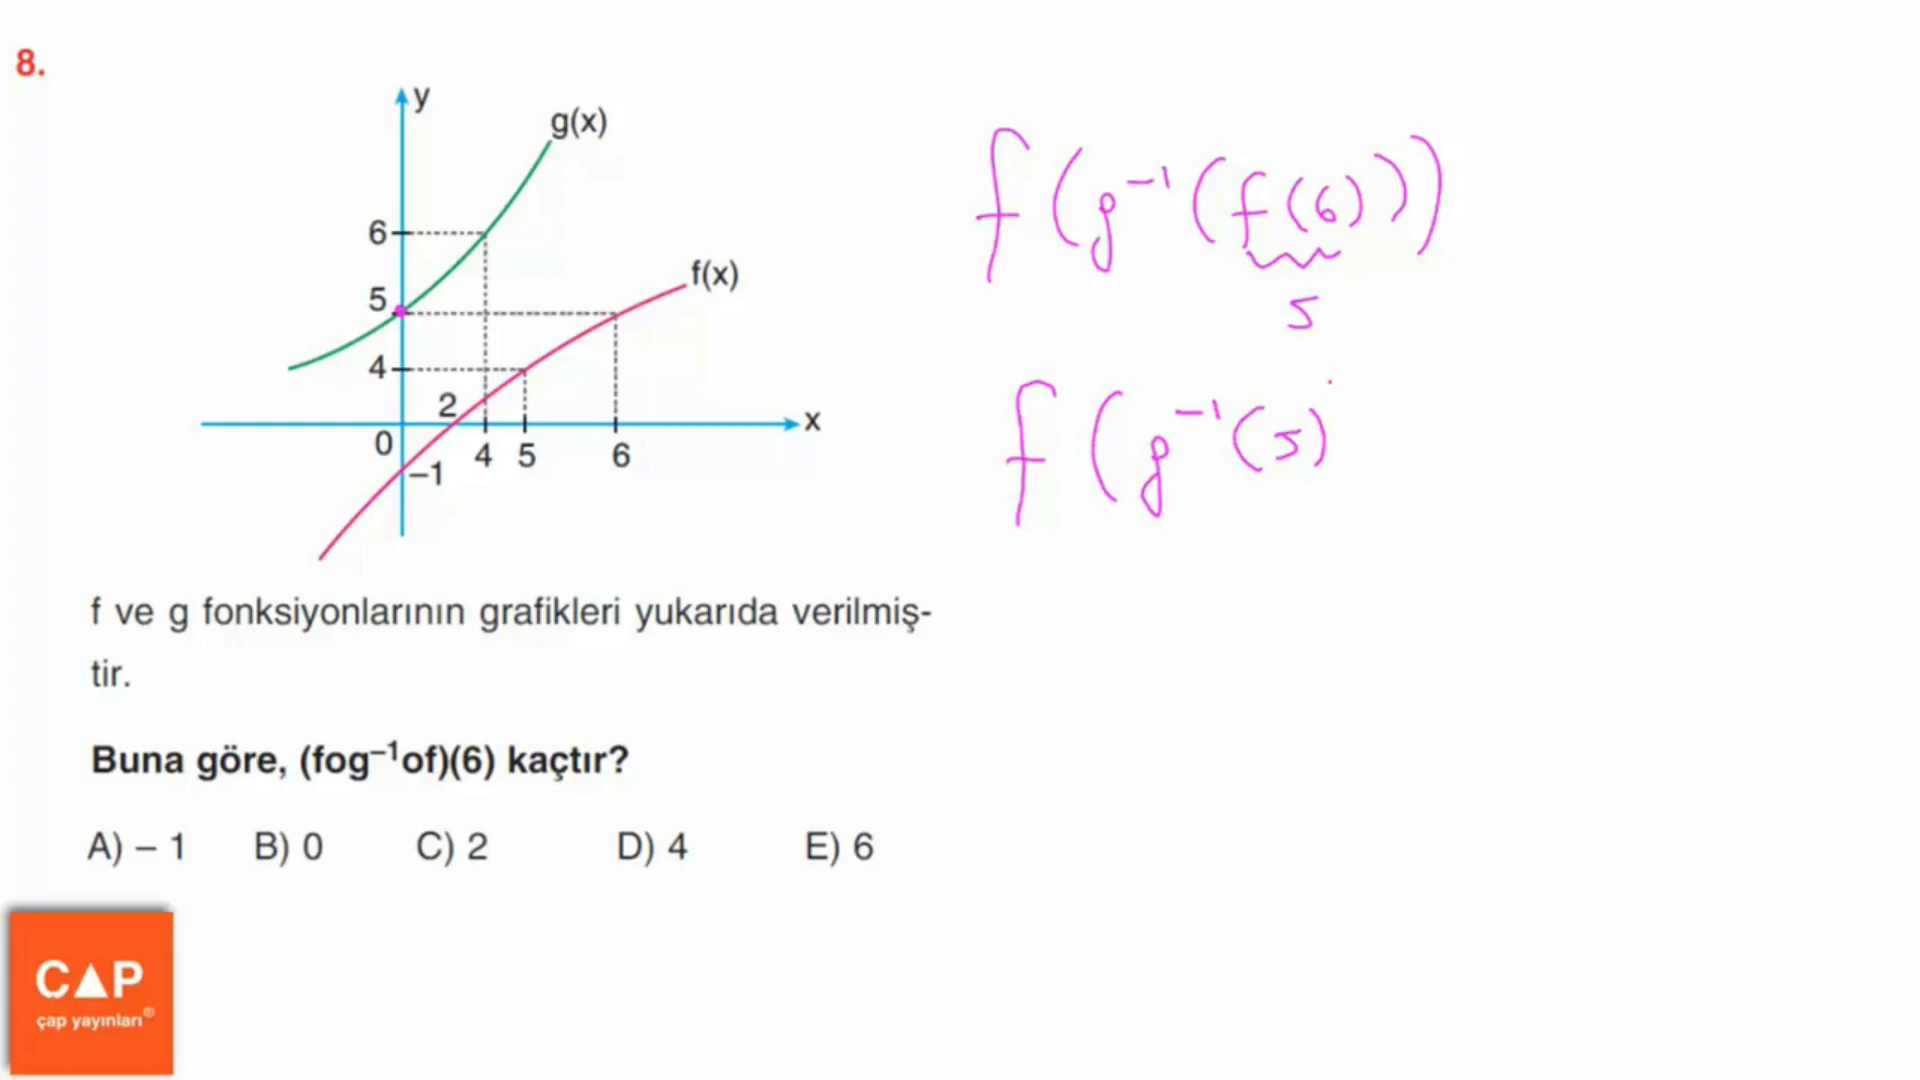 8.
y
g(x)
6
5
f(x)
4
2
x
0
4 5 6
–1
f ve g fonksiyonlarının grafikleri yukarıda verilmiş-
tir.
Buna göre, (fog⁻¹of)(6) kaçtır?
A) – 1 B) 0 C) 2 D) 4 E) 6
f(g⁻¹(f(6)))
5
f(g⁻¹(5)
CAP
çap yayınları®